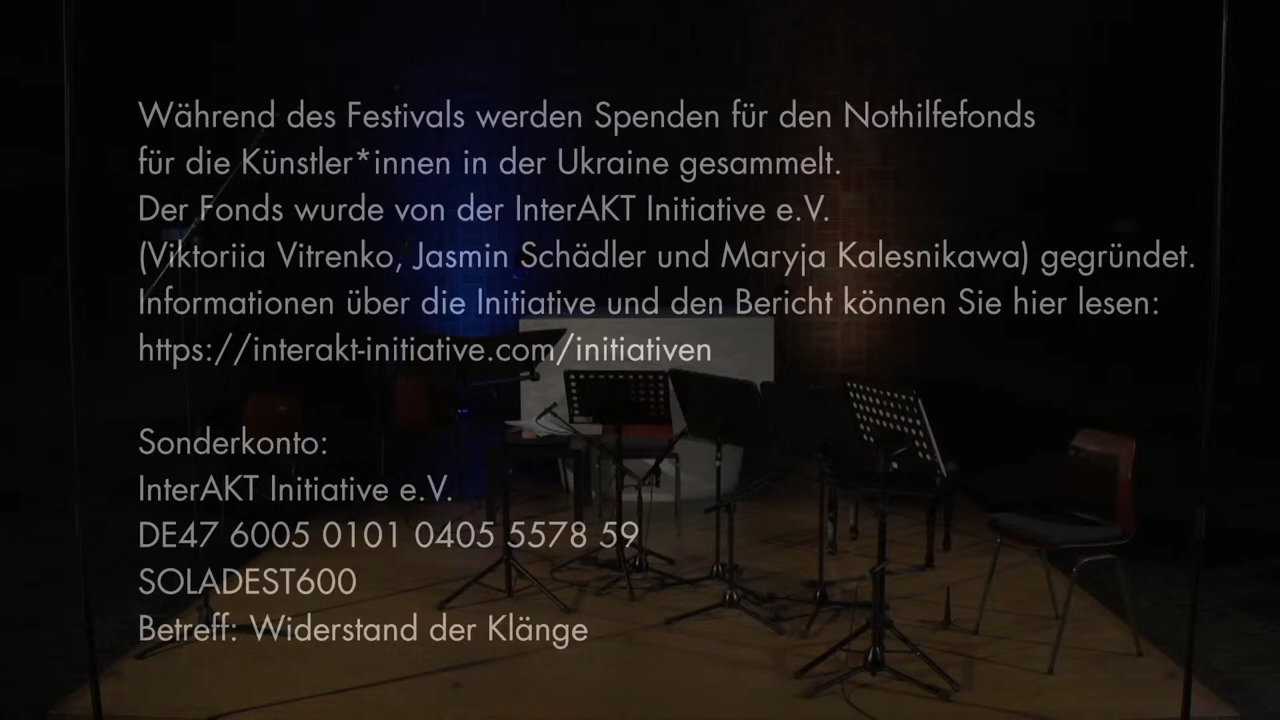 Während des Festivals werden Spenden für den Nothilfefonds
für die Künstler*innen in der Ukraine gesammelt.
Der Fonds wurde von der InterAKT Initiative e.V.
(Viktoriia Vitrenko, Jasmin Schädler und Maryja Kalesnikawa) gegründet.
Informationen über die Initiative und den Bericht können Sie hier lesen:
https://interakt-initiative.com/initiativen
Sonderkonto:
InterAKT Initiative e.V.
DE47 6005 0101 0405 5578 59
SOLADEST600
Betreff: Widerstand der Klänge